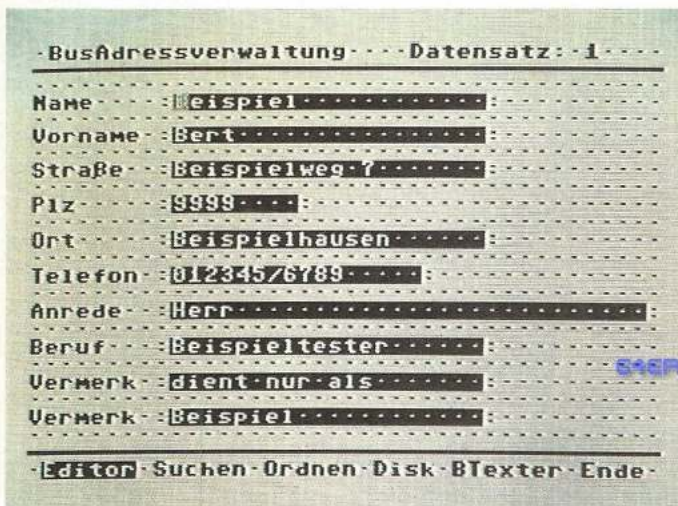 BusAdressverwaltung Datensatz: 1
Name :Beispiel:
Vorname :Bert:
Straße :Beispielweg 7:
Plz :9999:
Ort :Beispielhausen:
Telefon :012345/6789:
Anrede :Herr:
Beruf :Beispieltester:
Vermerk :dient nur als:
Vermerk :Beispiel:
Editor Suchen Ordnen Disk BTexter Ende